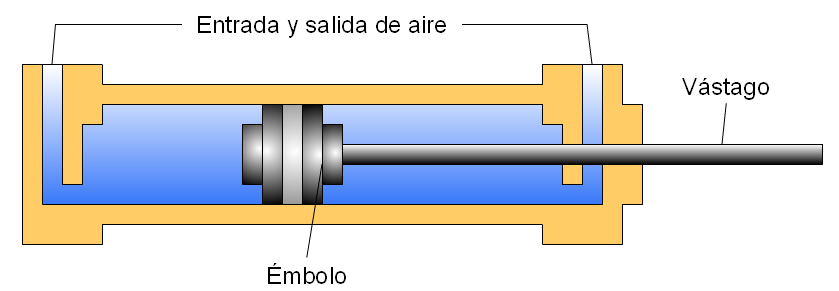 Entrada y salida de aire
Vástago
Émbolo